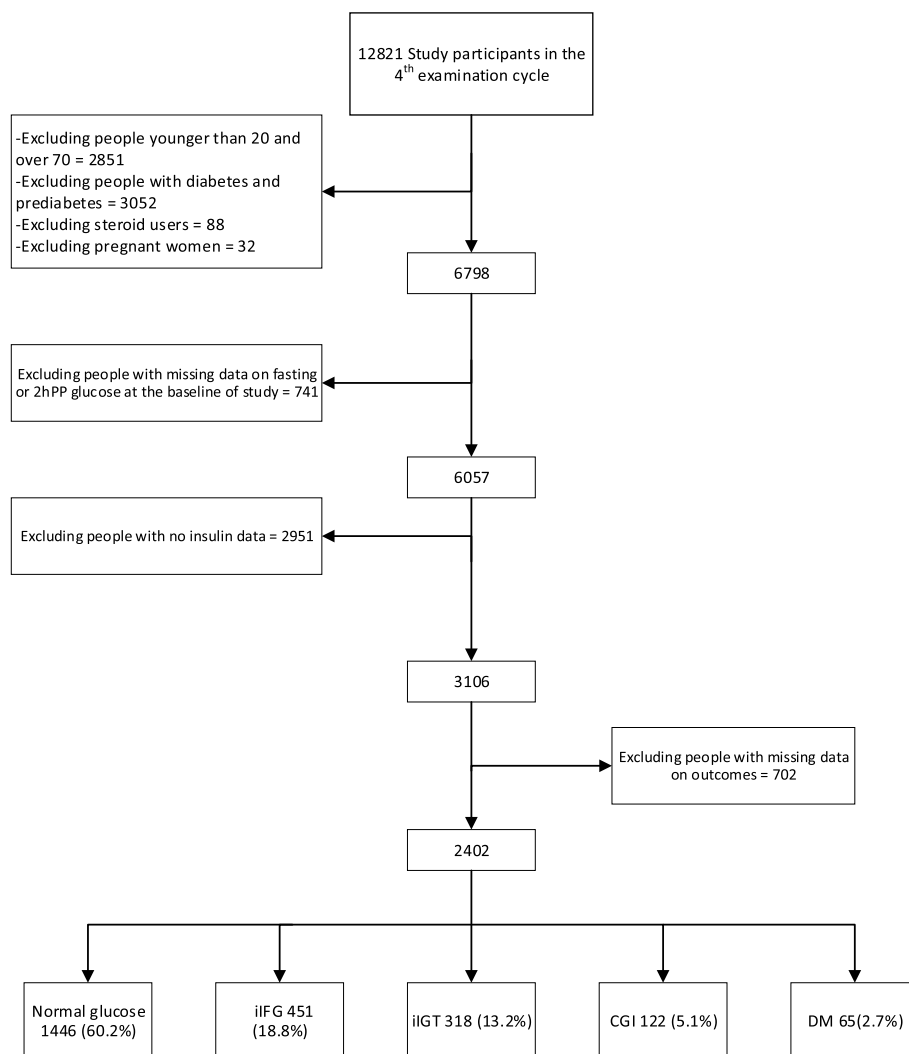 12821 Study participants in the
4th examination cycle
-Excluding people younger than 20 and
over 70 = 2851
-Excluding people with diabetes and
prediabetes = 3052
-Excluding steroid users = 88
-Excluding pregnant women = 32
6798
Excluding people with missing data on fasting
or 2hPP glucose at the baseline of study = 741
6057
Excluding people with no insulin data = 2951
3106
Excluding people with missing data
on outcomes = 702
2402
Normal glucose
1446 (60.2%)
iIFG 451
(18.8%)
iIGT 318 (13.2%)
CGI 122 (5.1%)
DM 65(2.7%)